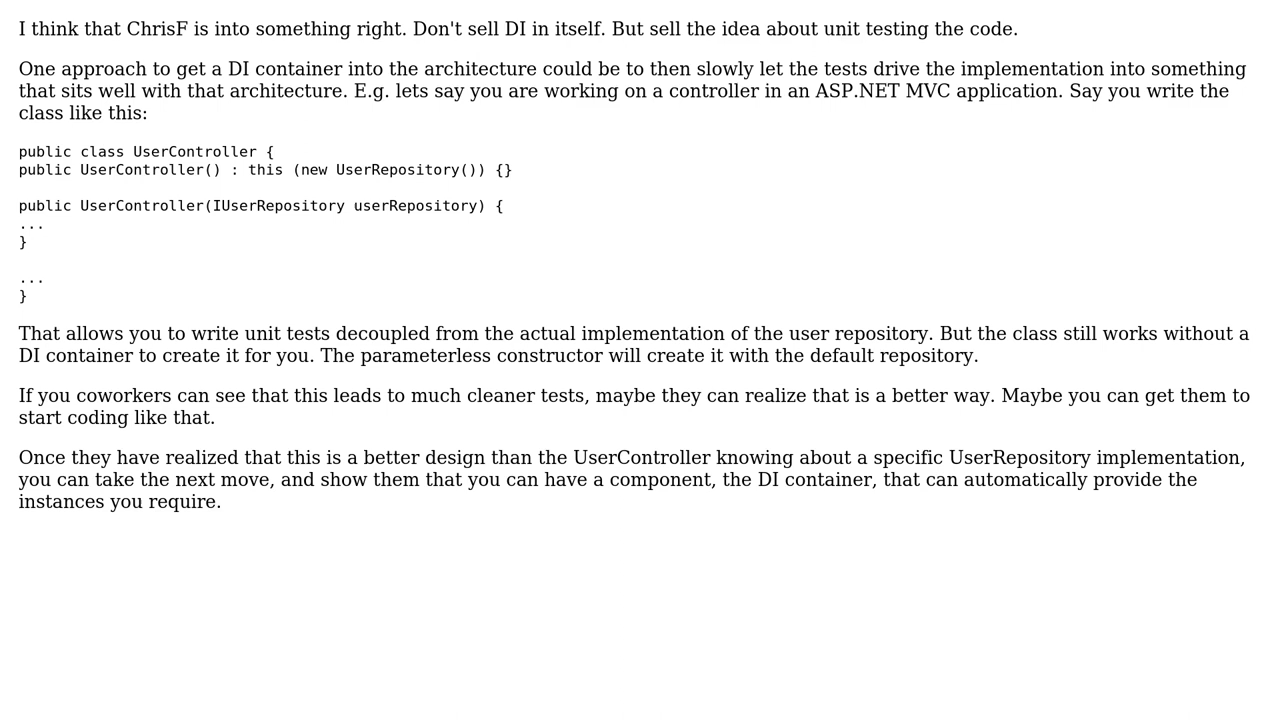 I think that ChrisF is into something right. Don't sell DI in itself. But sell the idea about unit testing the code.
One approach to get a DI container into the architecture could be to then slowly let the tests drive the implementation into something
that sits well with that architecture. E.g. lets say you are working on a controller in an ASP.NET MVC application. Say you write the
class like this:
public class UserController {
public UserController() : this (new UserRepository()) {}
public UserController(IUserRepository userRepository) {
...
}
...
}
That allows you to write unit tests decoupled from the actual implementation of the user repository. But the class still works without a
DI container to create it for you. The parameterless constructor will create it with the default repository.
If you coworkers can see that this leads to much cleaner tests, maybe they can realize that is a better way. Maybe you can get them to
start coding like that.
Once they have realized that this is a better design than the UserController knowing about a specific UserRepository implementation,
you can take the next move, and show them that you can have a component, the DI container, that can automatically provide the
instances you require.